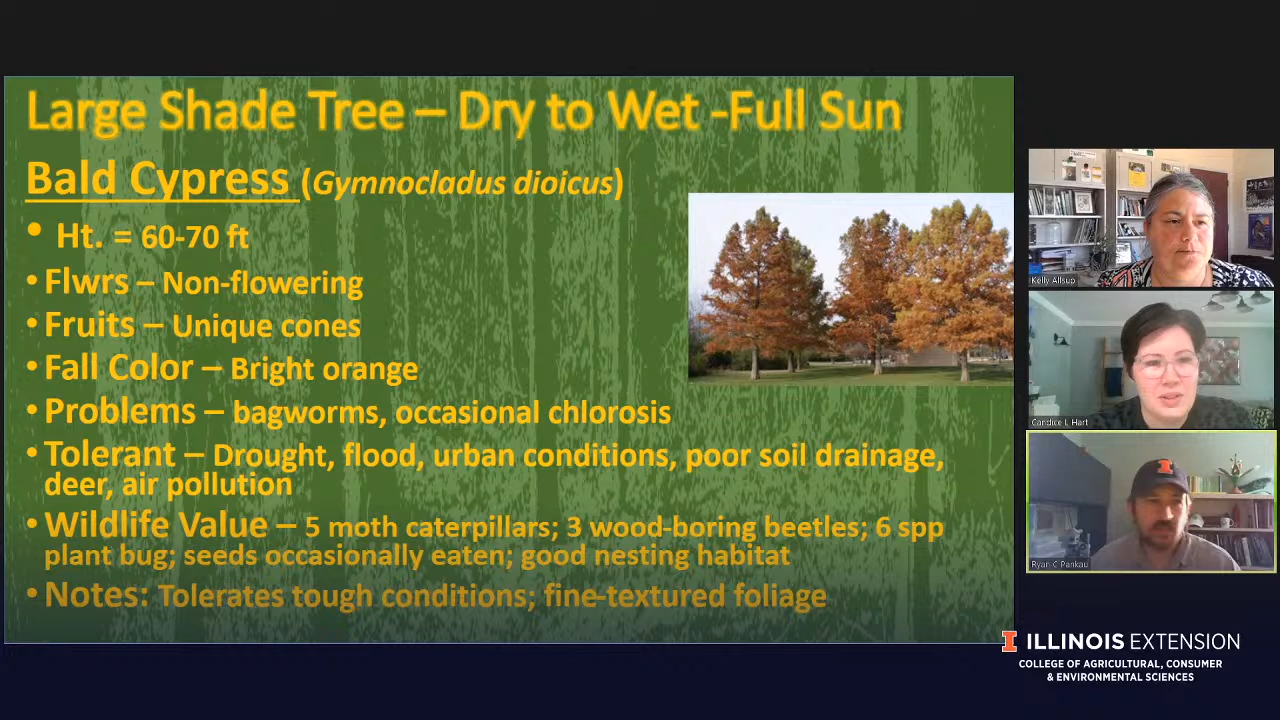 Large Shade Tree – Dry to Wet -Full Sun
Bald Cypress (Gymnocladus dioicus)
• Ht. = 60-70 ft
• Flwrs – Non-flowering
• Fruits – Unique cones
• Fall Color – Bright orange
• Problems – bagworms, occasional chlorosis
• Tolerant – Drought, flood, urban conditions, poor soil drainage,
deer, air pollution
• Wildlife Value – 5 moth caterpillars; 3 wood-boring beetles; 6 spp
plant bug; seeds occasionally eaten; good nesting habitat
• Notes: Tolerates tough conditions; fine-textured foliage
Kelly Allsup
Candice L Hart
Ryan C Pankau
I ILLINOIS EXTENSION
COLLEGE OF AGRICULTURAL, CONSUMER
& ENVIRONMENTAL SCIENCES